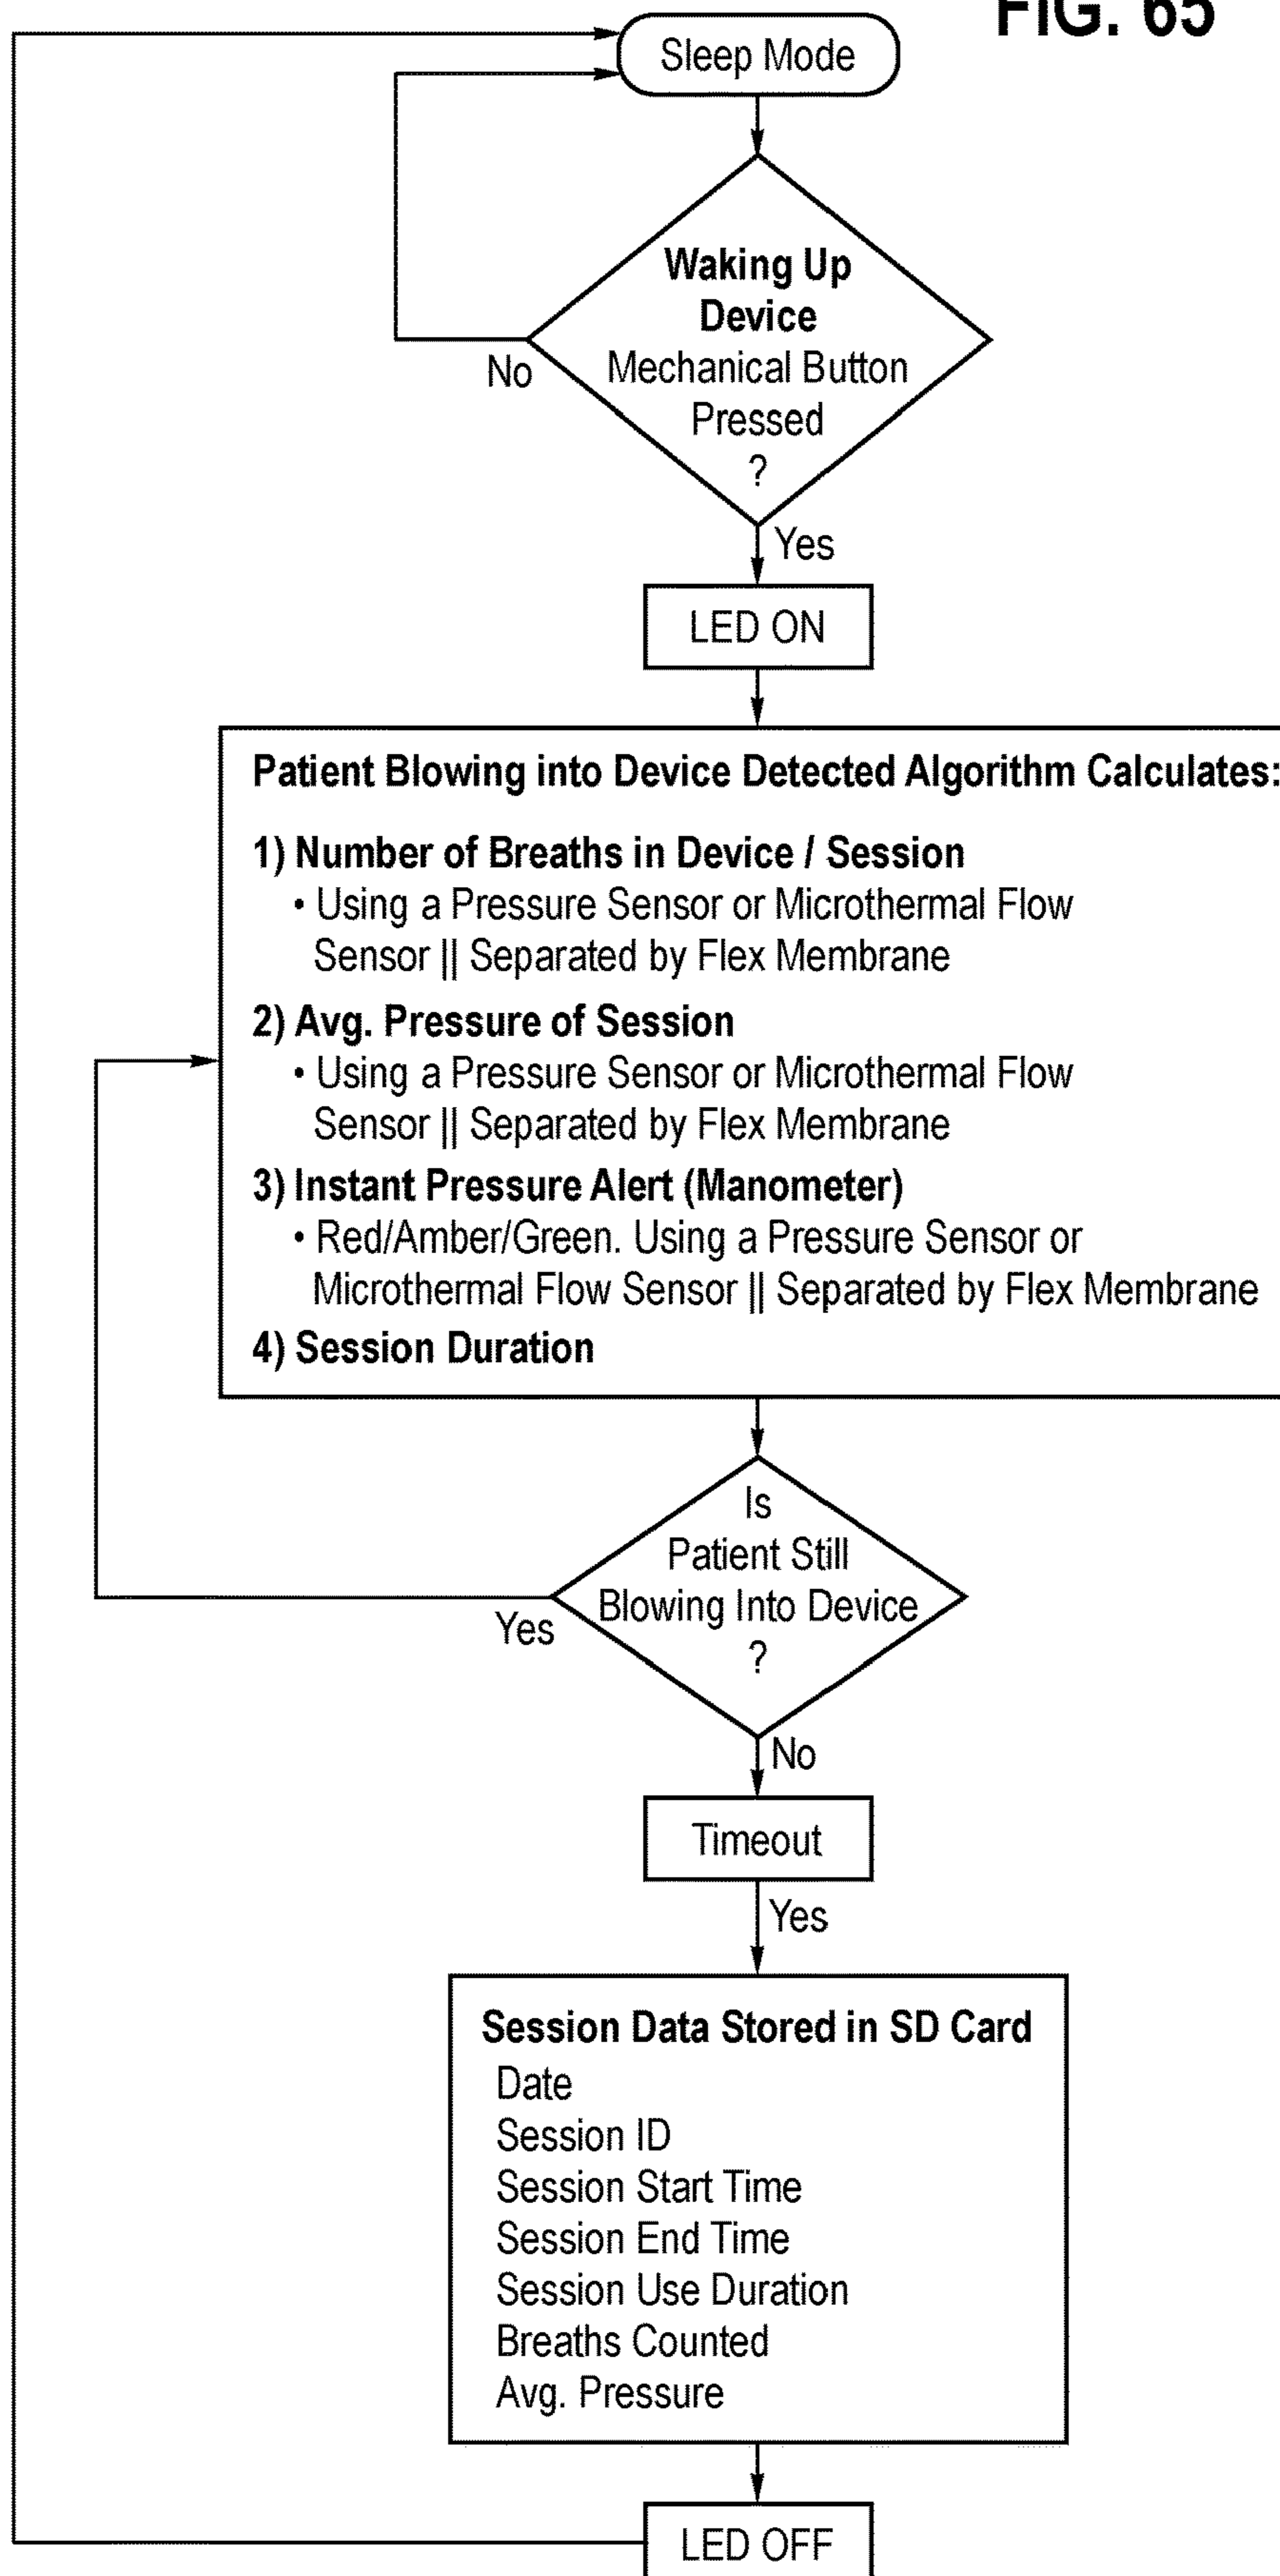 FIG. 65
Sleep Mode
Waking Up
Device
Mechanical Button
Pressed
?
No
Yes
LED ON
Patient Blowing into Device Detected Algorithm Calculates:
1) Number of Breaths in Device / Session
• Using a Pressure Sensor or Microthermal Flow
Sensor || Separated by Flex Membrane
2) Avg. Pressure of Session
• Using a Pressure Sensor or Microthermal Flow
Sensor || Separated by Flex Membrane
3) Instant Pressure Alert (Manometer)
• Red/Amber/Green. Using a Pressure Sensor or
Microthermal Flow Sensor || Separated by Flex Membrane
4) Session Duration
Is
Patient Still
Blowing Into Device
?
Yes
No
Timeout
Yes
Session Data Stored in SD Card
Date
Session ID
Session Start Time
Session End Time
Session Use Duration
Breaths Counted
Avg. Pressure
LED OFF